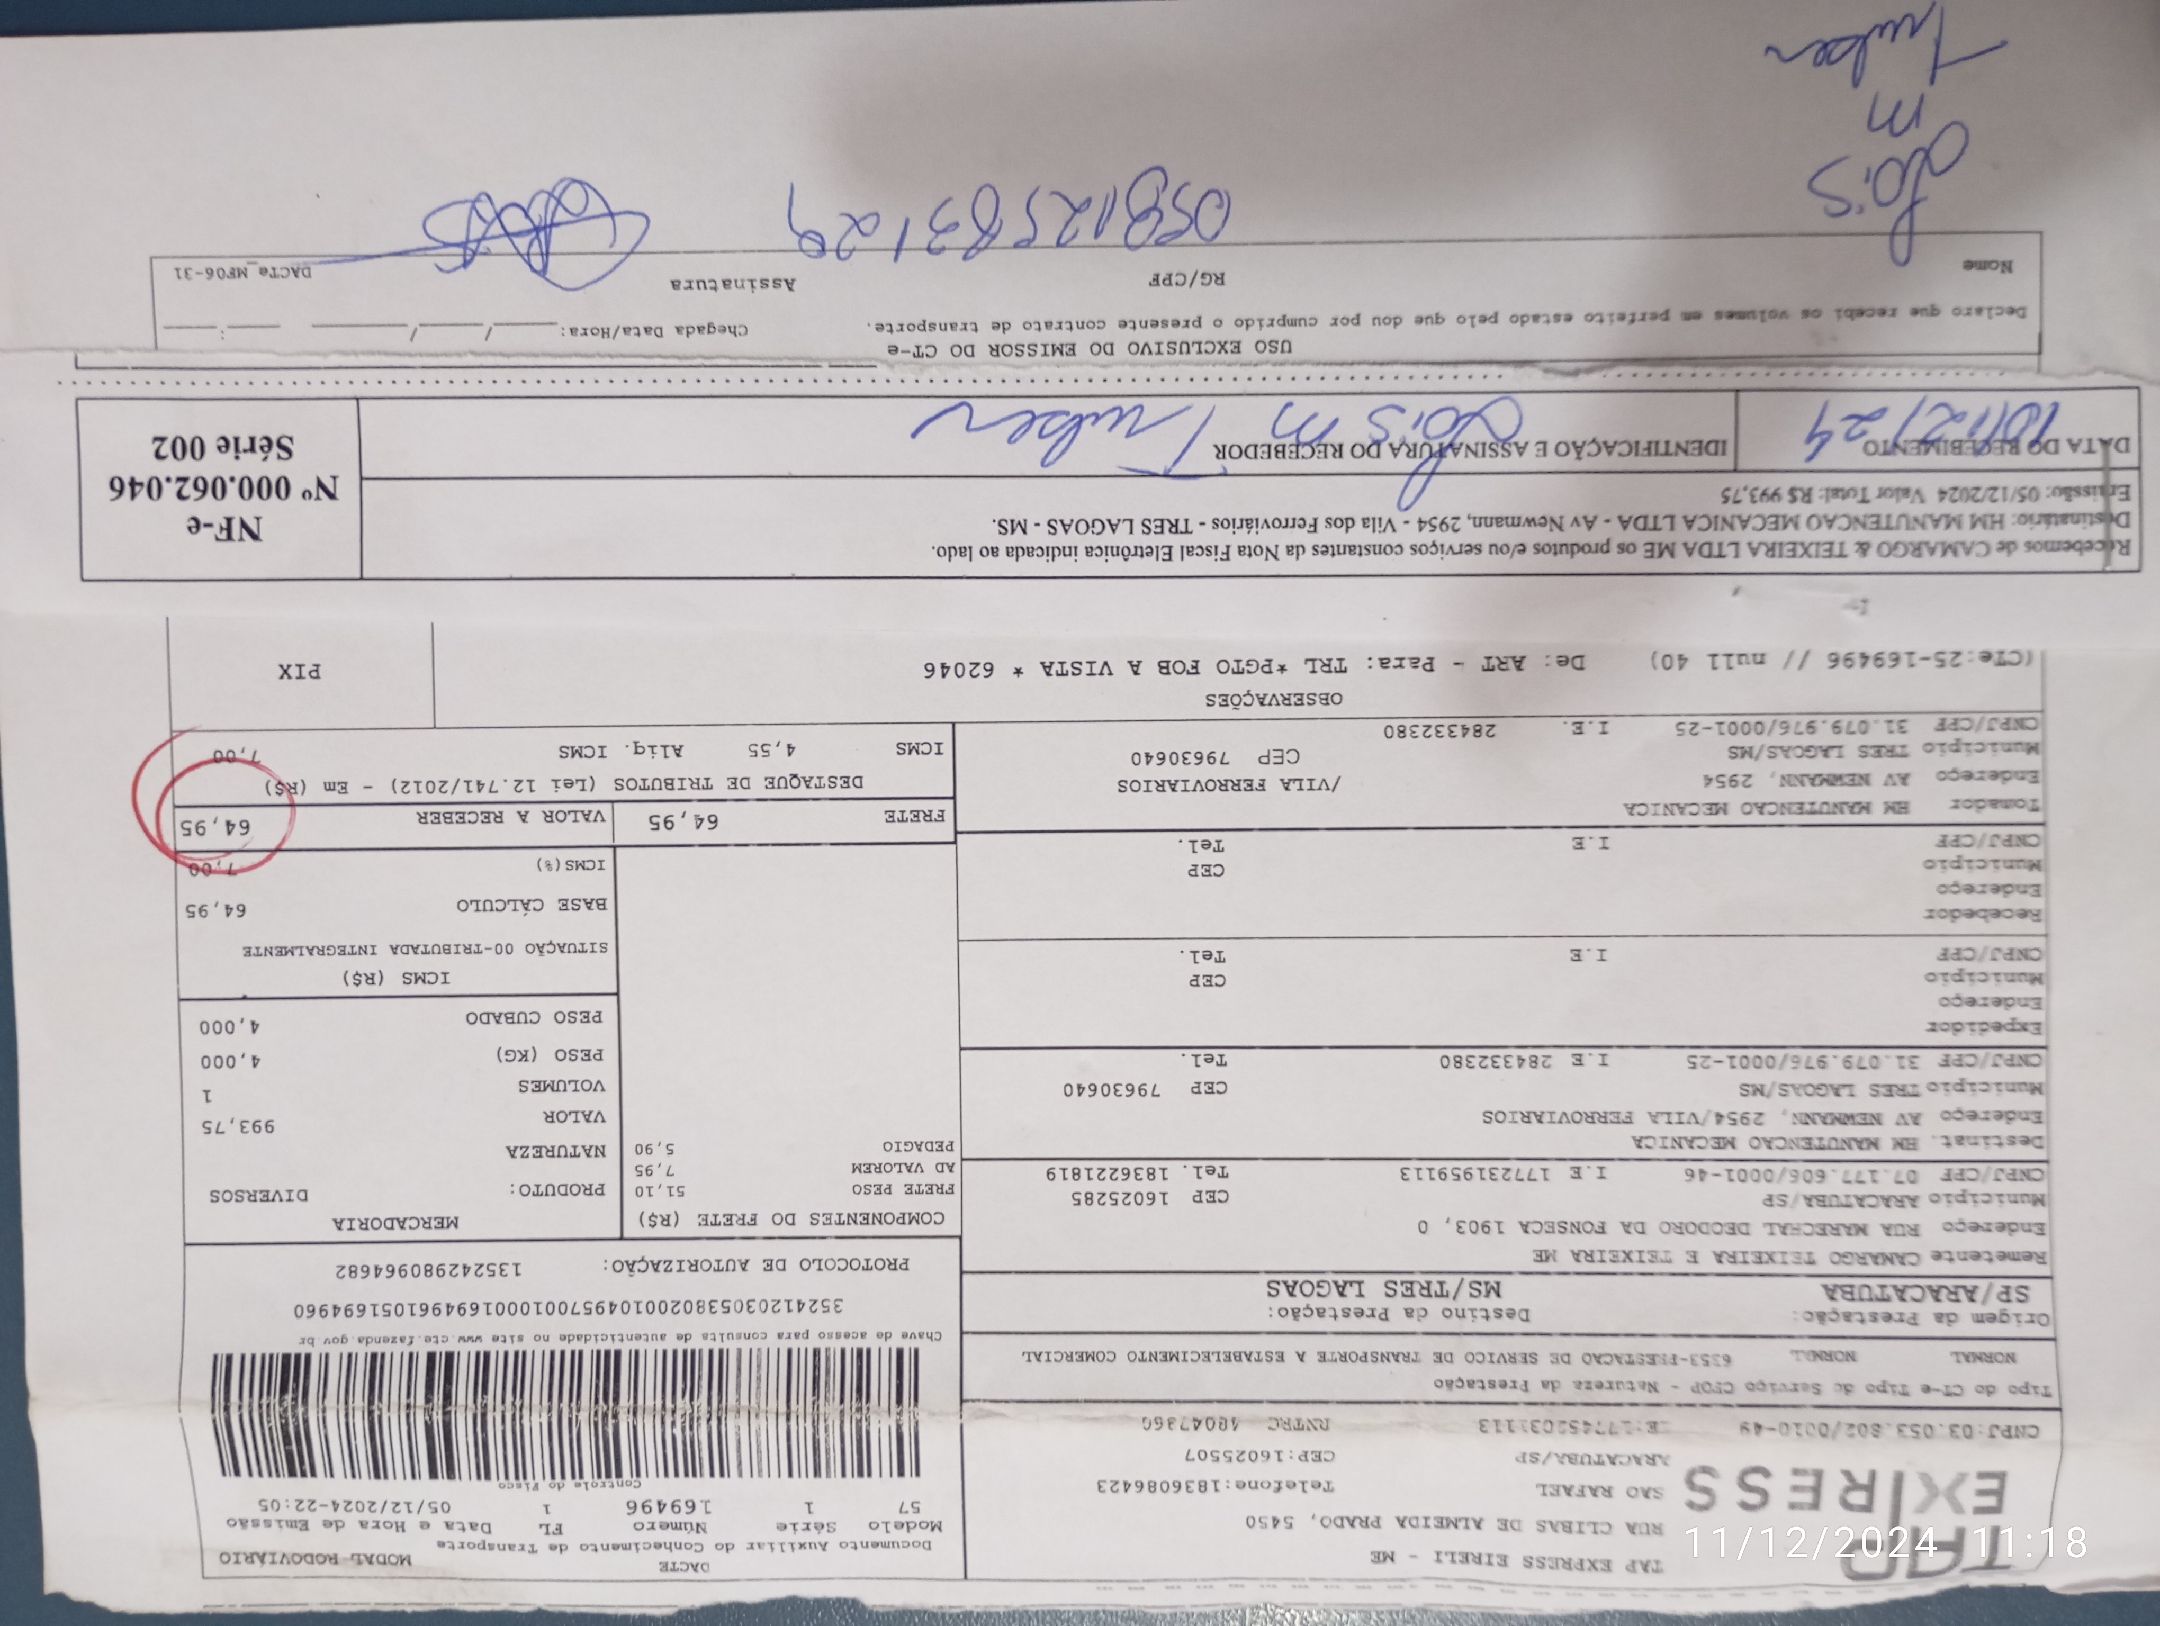 TAP EXPRESS
TAP EXPRESS EIRELI - ME
RUA CLIBAS DE ALMEIDA PRADO, 5450
SAO RAFAEL Telefone:1836086423
ARACATUBA/SP CEP:16025507
CNPJ:03.053.802/0010-49 RNTRC 48047360
DACTE MODAL RODOVIÁRIO
Documento Auxiliar do Conhecimento de Transporte
Modelo Série Número FL Data e Hora de Emissão
57 1 169496 1 05/12/2024-22:05
Controle do Fisco
Tipo do CT-e Tipo do Serviço CFOP - Natureza da Prestação
NORMAL NORMAL 6353-PRESTACAO DE SERVICO DE TRANSPORTE A ESTABELECIMENTO COMERCIAL
Chave de acesso para consulta de autenticidade no site www.cte.fazenda.gov.br
35241203053802001049570010001694961051694960
PROTOCOLO DE AUTORIZAÇÃO: 135242980964682
Origem da Prestação: Destino da Prestação:
SP/ARACATUBA MS/TRES LAGOAS
Remetente CAMARGO TEIXEIRA E TEIXEIRA ME
Endereço RUA MARECHAL DEODORO DA FONSECA 1903, 0
Município ARACATUBA/SP CEP 16025285
CNPJ/CPF 07.177.606/0001-46 I.E 177231959113 Tel. 1836221819
Destinat. HM MANUTENCAO MECANICA
Endereço AV NEWMANN, 2954/VILA FERROVIARIOS
Município TRES LAGOAS/MS CEP 79630640
CNPJ/CPF 31.079.976/0001-25 I.E 284332380 Tel.
Expedidor
Endereço
Município CEP
CNPJ/CPF I.E Tel.
Recebedor
Endereço
Município CEP
CNPJ/CPF I.E Tel.
Tomador HM MANUTENCAO MECANICA
Endereço AV NEWMANN, 2954 /VILA FERROVIARIOS
Município TRES LAGOAS/MS CEP 79630640
CNPJ/CPF 31.079.976/0001-25 I.E. 284332380
COMPONENTES DO FRETE (R$)
FRETE PESO 51,10
AD VALOREM 7,95
PEDAGIO 5,90
MERCADORIA
PRODUTO: DIVERSOS
NATUREZA
VALOR 993,75
VOLUMES 1
PESO (KG) 4,000
PESO CUBADO 4,000
ICMS (R$)
SITUAÇÃO 00-TRIBUTADA INTEGRALMENTE
BASE CÁLCULO 64,95
ICMS(%) 7,00
FRETE 64,95 VALOR A RECEBER 64,95
DESTAQUE DE TRIBUTOS (Lei 12.741/2012) - Em (R$)
ICMS 4,55 Aliq. ICMS 7,00
OBSERVAÇÕES
(CTe:25-169496 // null 40) De: ART - Para: TRL *PGTO FOB A VISTA * 62046
PIX
Recebemos de CAMARGO & TEIXEIRA LTDA ME os produtos e/ou serviços constantes da Nota Fiscal Eletrônica indicada ao lado.
Destinatário: HM MANUTENCAO MECANICA LTDA - Av Newmann, 2954 - Vila dos Ferroviários - TRES LAGOAS - MS.
Emissão: 05/12/2024 Valor Total: R$ 993,75
NF-e
Nº 000.062.046
Série 002
DATA DO RECEBIMENTO
10/12/24
IDENTIFICAÇÃO E ASSINATURA DO RECEBEDOR
USO EXCLUSIVO DO EMISSOR DO CT-e
Declaro que recebi os volumes em perfeito estado pelo que dou por cumprido o presente contrato de transporte.
Chegada Data/Hora: ____/____/____ ___:___
Nome RG/CPF Assinatura DACTe_MF06-31
05812583129
11/12/2024 11:18